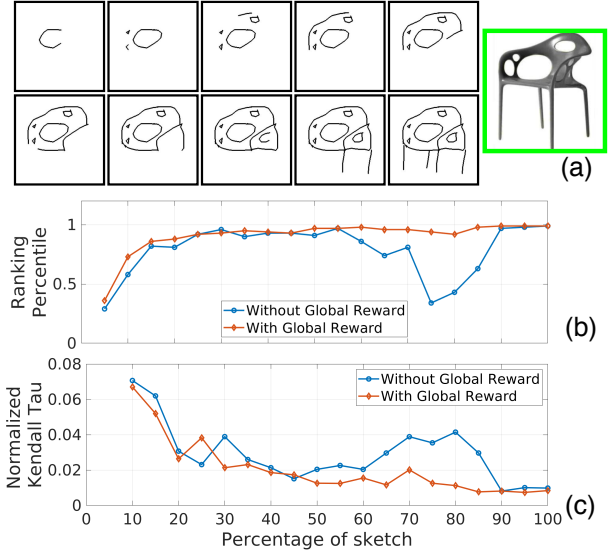 (a)
1
0.5
0
Ranking
Percentile
Without Global Reward
With Global Reward
(b)
0.08
0.06
0.04
0.02
0
Normalized
Kendall Tau
Without Global Reward
With Global Reward
(c)
0 10 20 30 40 50 60 70 80 90 100
Percentage of sketch